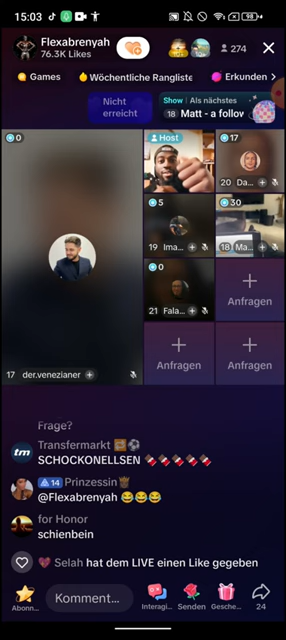 15:03
98
Flexabrenyah
76.3K Likes
274
Games
Wöchentliche Rangliste
Erkunden
Nicht
erreicht
Show | Als nächstes
18 Matt - a follow
0
Host
17
20 Da...
5
30
19 Ima...
18 Ma...
0
21 Fala...
Anfragen
Anfragen
Anfragen
17 der.venezianer
Frage?
tm
Transfermarkt
SCHOCKONELLSEN
14 Prinzessin
@Flexabrenyah
for Honor
schienbein
Selah hat dem LIVE einen Like gegeben
Abonn...
Komment...
Interagi...
Senden
Gesche...
24